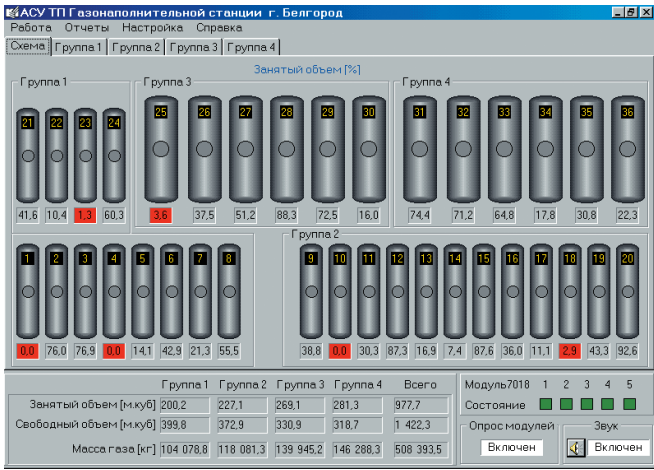 АСУ ТП Газонаполнительной станции г. Белгород
Работа Отчеты Настройка Справка
Схема Группа 1 Группа 2 Группа 3 Группа 4
Занятый объем [%]
Группа 1 Группа 3 Группа 4
21 22 23 24 25 26 27 28 29 30 31 32 33 34 35 36
41,6 10,4 1,3 60,3 3,6 37,5 51,2 88,3 72,5 16,0 74,4 71,2 64,8 17,8 30,8 22,3
Группа 2
1 2 3 4 5 6 7 8 9 10 11 12 13 14 15 16 17 18 19 20
0,0 76,0 76,9 0,0 14,1 42,9 21,3 55,5 38,8 0,0 30,3 87,3 16,9 7,4 87,6 36,0 11,1 2,9 43,3 92,6
Группа 1 Группа 2 Группа 3 Группа 4 Всего
Занятый объем [м.куб] 200,2 227,1 269,1 281,3 977,7
Свободный объем [м.куб] 399,8 372,9 330,9 318,7 1 422,3
Масса газа [кг] 104 078,8 118 081,3 139 945,2 146 288,3 508 393,5
Модуль7018 1 2 3 4 5
Состояние
Опрос модулей Звук
Включен Включен